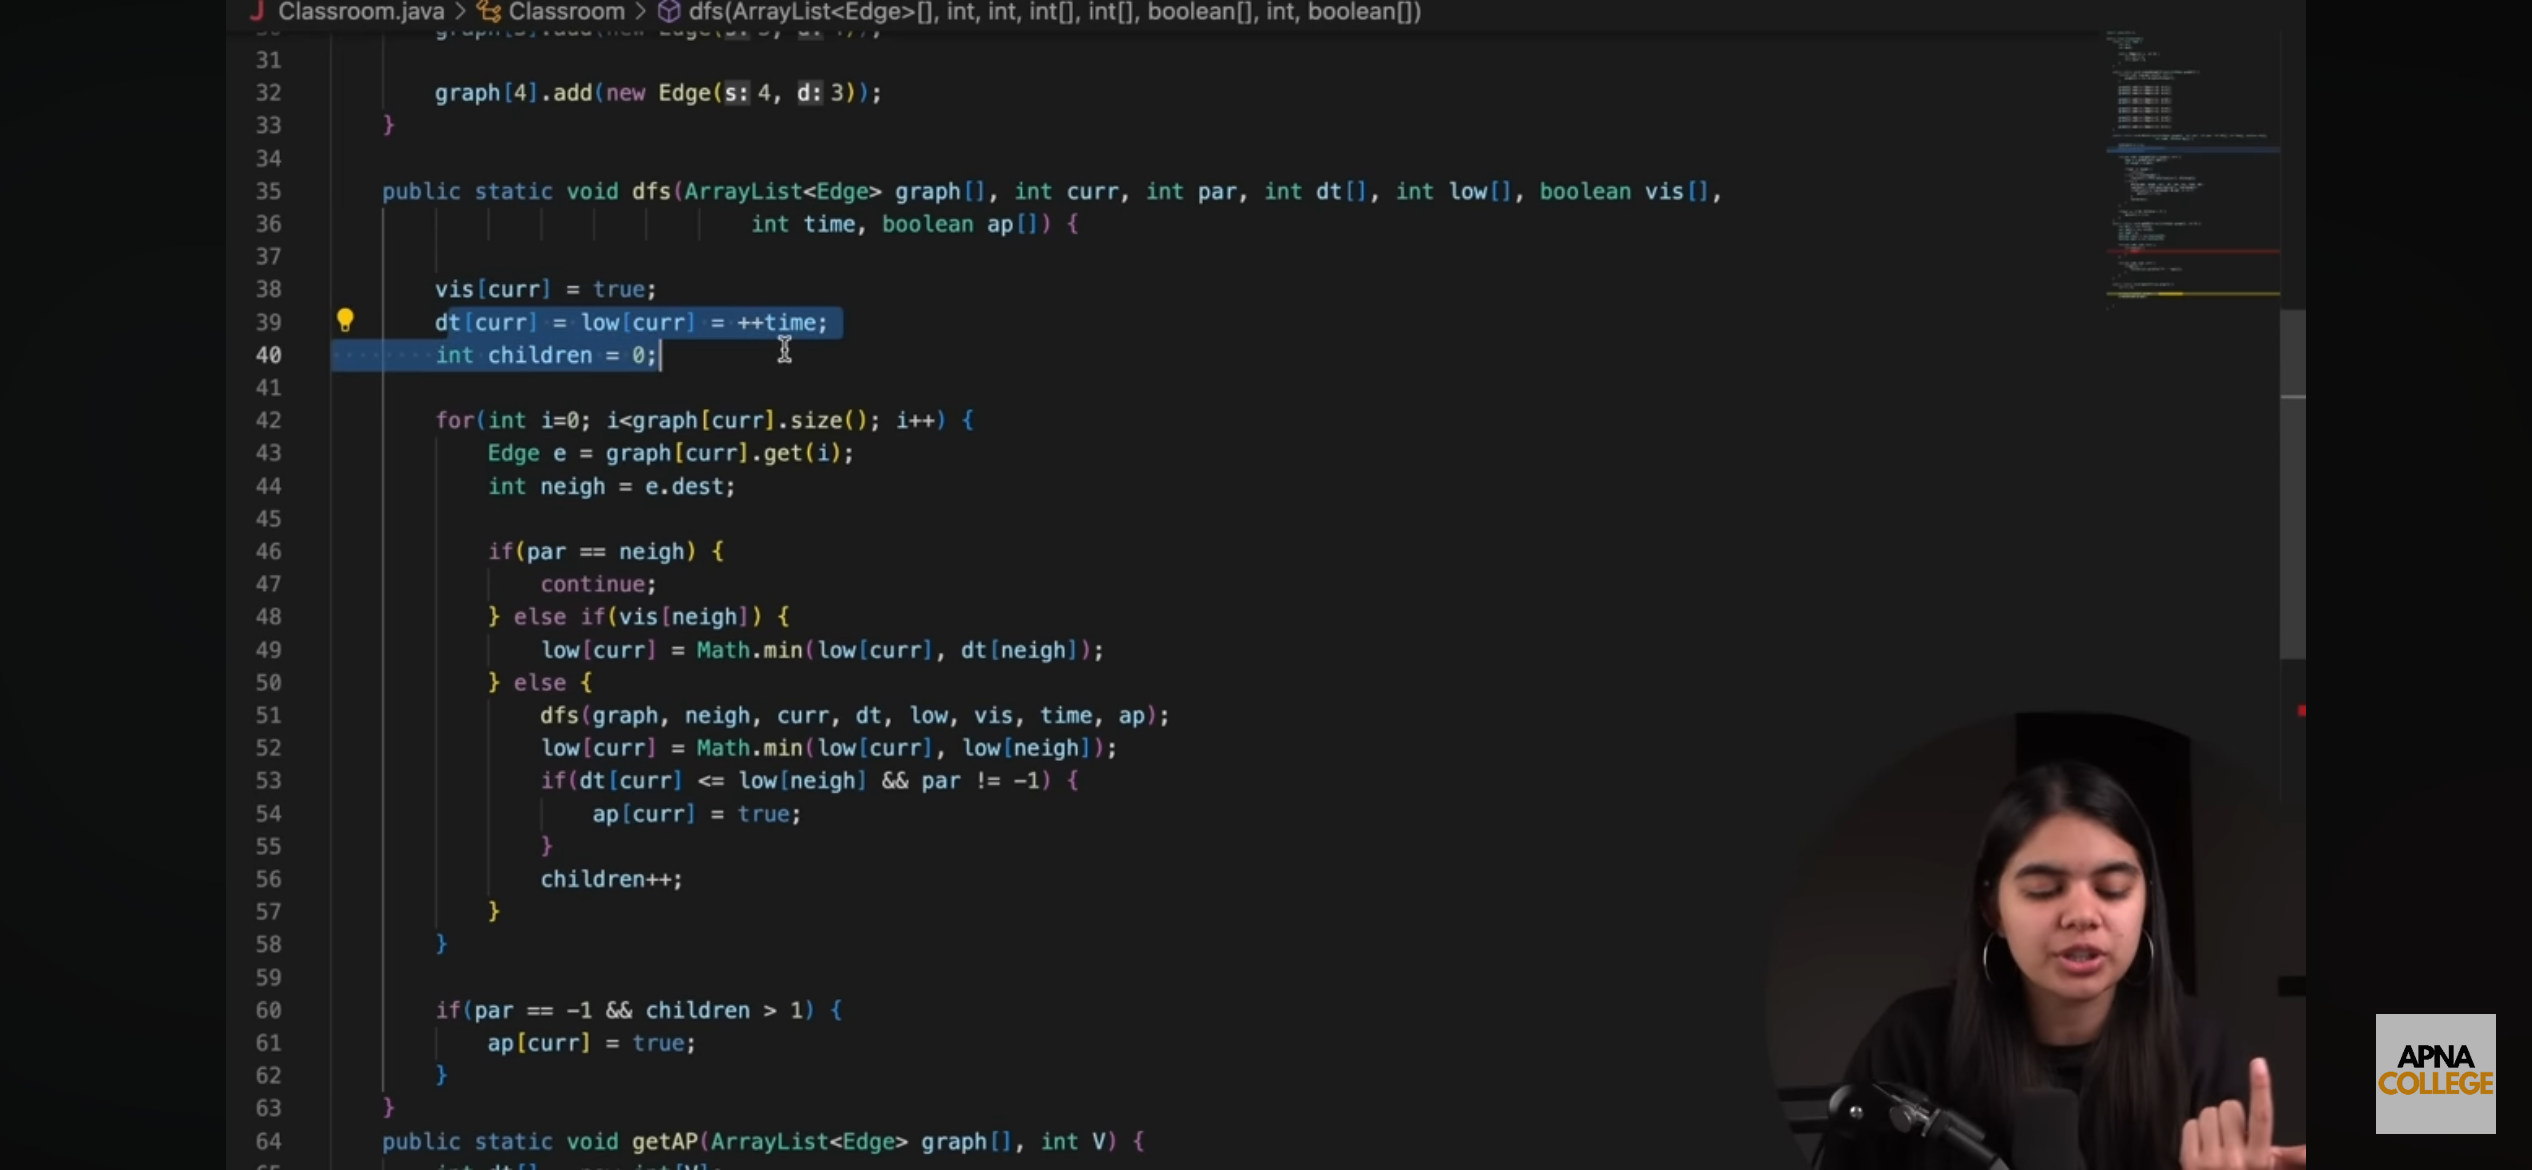 Classroom.java > Classroom > dfs(ArrayList<Edge>[], int, int, int[], int[], boolean[], int, boolean[])
31
32 graph[4].add(new Edge(s: 4, d: 3));
33 }
34
35 public static void dfs(ArrayList<Edge> graph[], int curr, int par, int dt[], int low[], boolean vis[],
36 int time, boolean ap[]) {
37
38 vis[curr] = true;
39 dt[curr] = low[curr] = ++time;
40 int children = 0;
41
42 for(int i=0; i<graph[curr].size(); i++) {
43 Edge e = graph[curr].get(i);
44 int neigh = e.dest;
45
46 if(par == neigh) {
47 continue;
48 } else if(vis[neigh]) {
49 low[curr] = Math.min(low[curr], dt[neigh]);
50 } else {
51 dfs(graph, neigh, curr, dt, low, vis, time, ap);
52 low[curr] = Math.min(low[curr], low[neigh]);
53 if(dt[curr] <= low[neigh] && par != -1) {
54 ap[curr] = true;
55 }
56 children++;
57 }
58 }
59
60 if(par == -1 && children > 1) {
61 ap[curr] = true;
62 }
63 }
64 public static void getAP(ArrayList<Edge> graph[], int V) {
APNA
COLLEGE